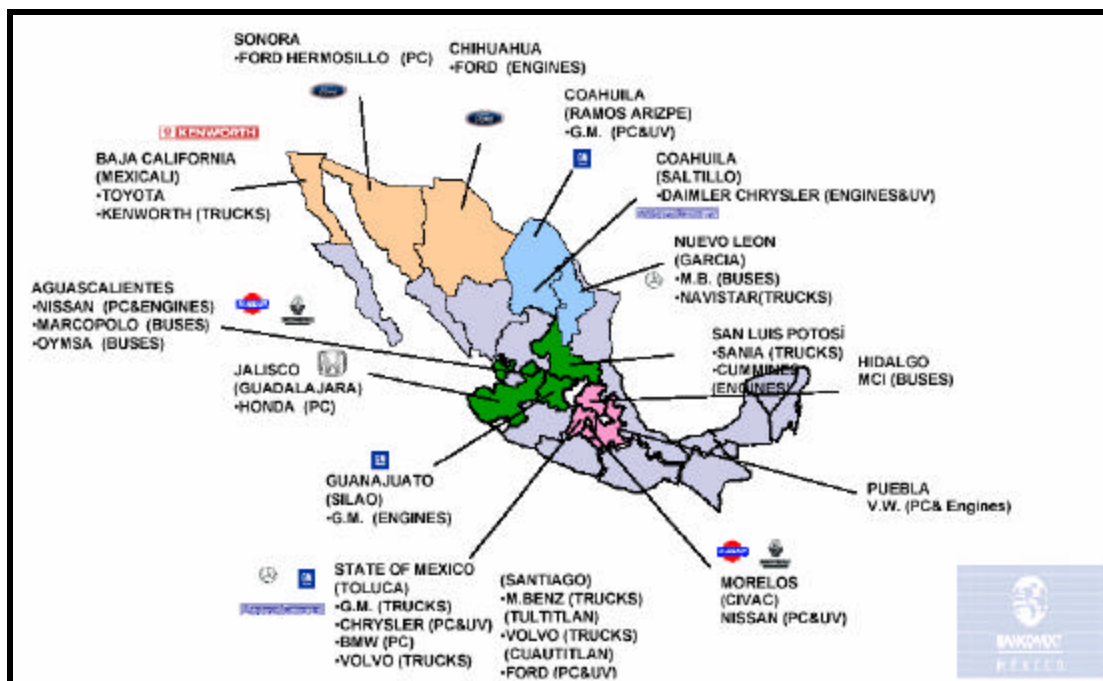 SONORA
•FORD HERMOSILLO (PC)
CHIHUAHUA
•FORD (ENGINES)
COAHUILA
(RAMOS ARIZPE)
•G.M. (PC&UV)
KENWORTH
BAJA CALIFORNIA
(MEXICALI)
•TOYOTA
•KENWORTH (TRUCKS)
COAHUILA
(SALTILLO)
•DAIMLER CHRYSLER (ENGINES&UV)
NUEVO LEON
(GARCIA)
•M.B. (BUSES)
•NAVISTAR(TRUCKS)
AGUASCALIENTES
•NISSAN (PC&ENGINES)
•MARCOPOLO (BUSES)
•OYMSA (BUSES)
SAN LUIS POTOSÍ
•SANIA (TRUCKS)
•CUMMINES
(ENGINES)
HIDALGO
MCI (BUSES)
JALISCO
(GUADALAJARA)
•HONDA (PC)
GUANAJUATO
(SILAO)
•G.M. (ENGINES)
PUEBLA
V.W. (PC& Engines)
STATE OF MEXICO
(TOLUCA)
•G.M. (TRUCKS)
•CHRYSLER (PC&UV)
•BMW (PC)
•VOLVO (TRUCKS)
(SANTIAGO)
•M.BENZ (TRUCKS)
(TULTITLAN)
•VOLVO (TRUCKS)
(CUAUTITLAN)
•FORD (PC&UV)
MORELOS
(CIVAC)
NISSAN (PC&UV)
BANCOMEXT
MÉXICO